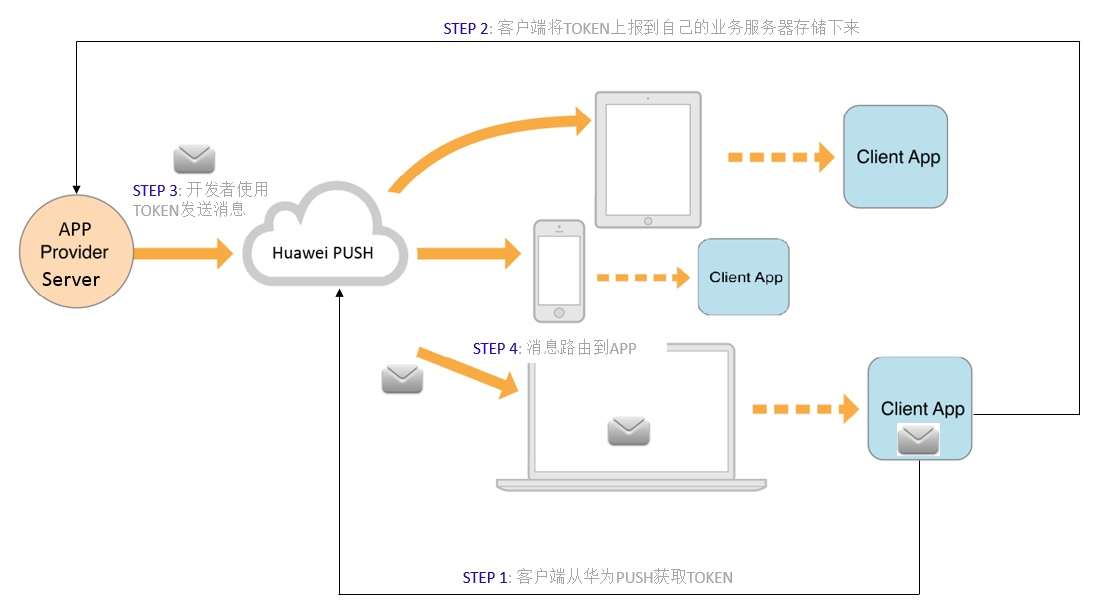 STEP 2: 客户端将TOKEN上报到自己的业务服务器存储下来
STEP 3: 开发者使用
TOKEN发送消息
APP
Provider
Server
Huawei PUSH
Client App
Client App
STEP 4: 消息路由到APP
Client App
STEP 1: 客户端从华为PUSH获取TOKEN